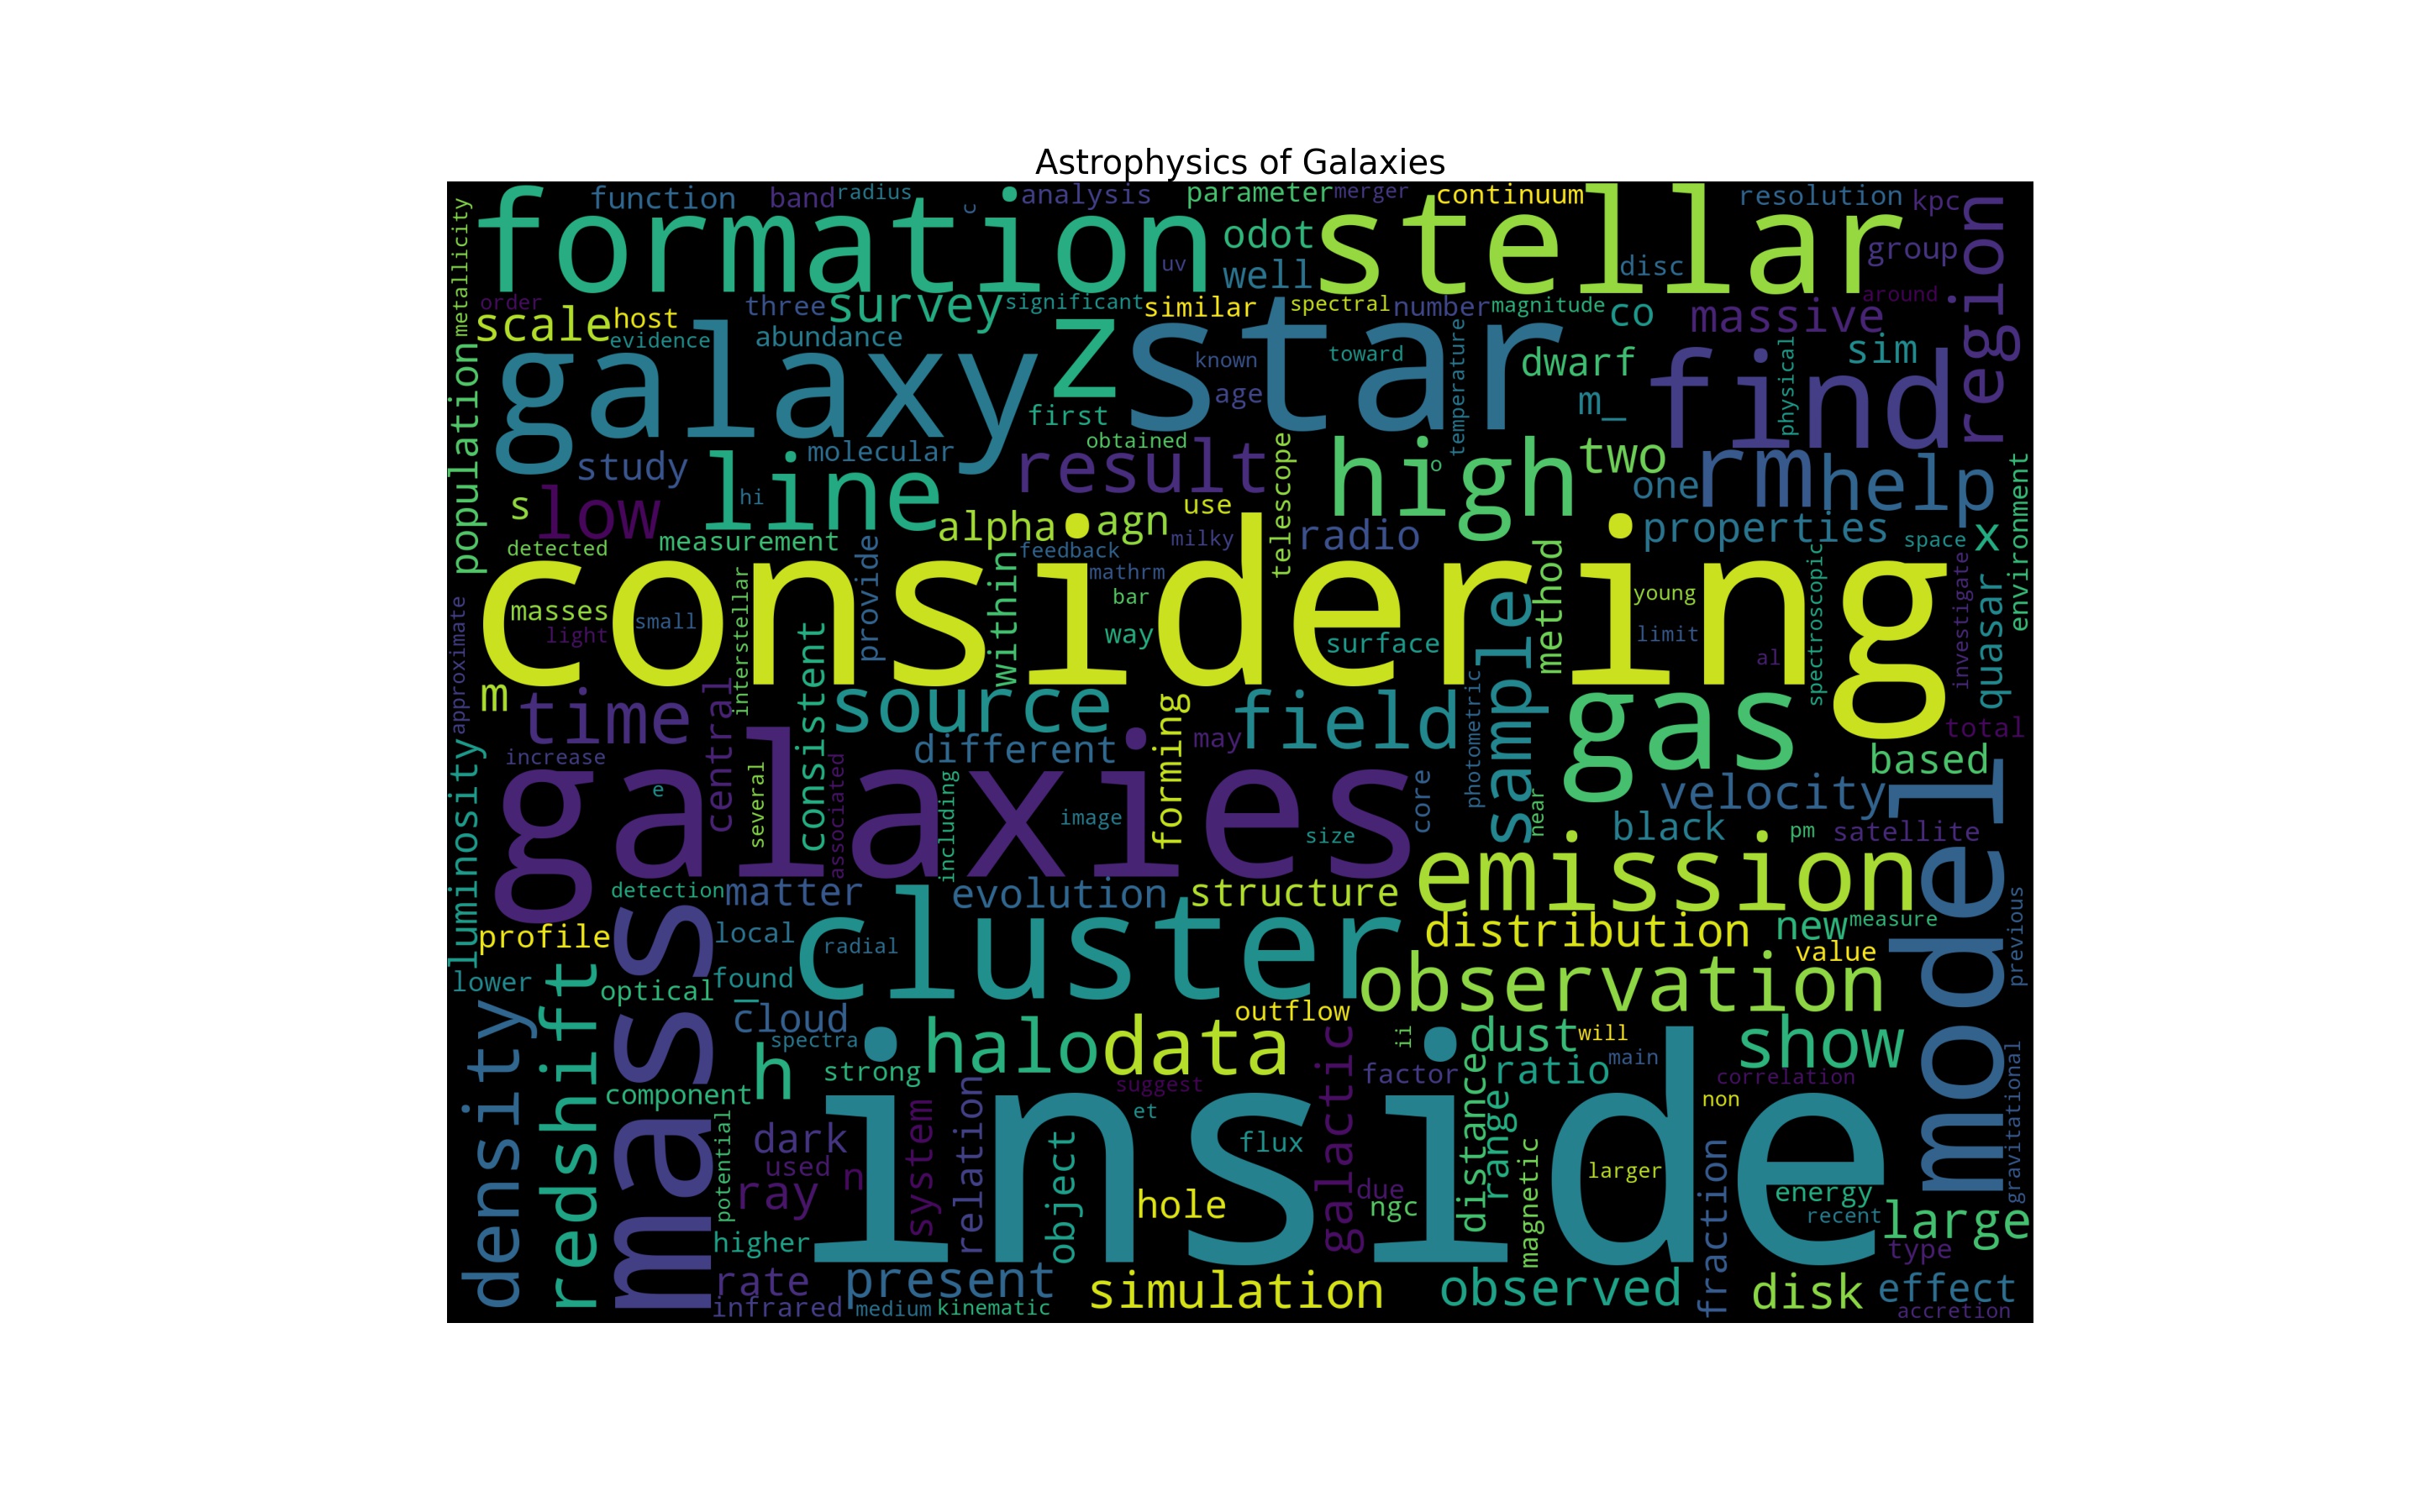 Astrophysics of Galaxies
function band radius c analysis parameter merger continuum resolution kpc
metallicity formation uv odot stellar disc group region
well
order scale host three survey significant similar spectral number magnitude co massive around
evidence abundance z star known toward temperature dwarf physical sim
population galaxy first age m_ find
study molecular obtained result telescope high o two rm help
s low line hi alpha agn use radio one properties x environment
detected measurement provide feedback milky method space
considering
masses light small interstellar within mathrm bar way surface sample young limit al spectroscopic investigate quasar
approximate m time central consistent source forming field photometric gas total
luminosity increase different may based
galaxies
e several associated including image size core near velocity model
black pm satellite
detection matter evolution structure emission
profile mass local radial cluster distribution new measure
lower redshift optical found observation value previous
density _ cloud outflow
spectra halo data galactic ii dust will show
component h strong suggest factor distance ratio main correlation gravitational
inside
potential dark used ray n system relation object et flux hole due ngc range magnetic non larger fraction energy recent large
higher type
rate present simulation observed disk effect
infrared medium kinematic accretion